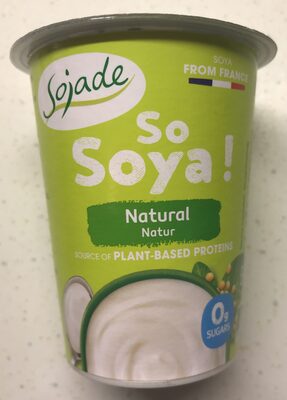 Sojade
SOYA
FROM FRANCE
So
Soya!
Natural
Natur
SOURCE OF PLANT-BASED PROTEINS
0g
SUGARS